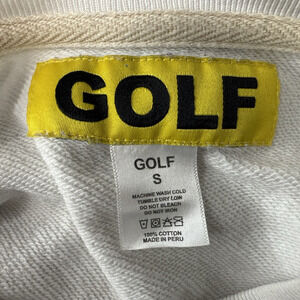 GOLF
GOLF
S
MACHINE WASH COLD
TUMBLE DRY LOW
DO NOT BLEACH
DO NOT IRON
100% COTTON
MADE IN PERU